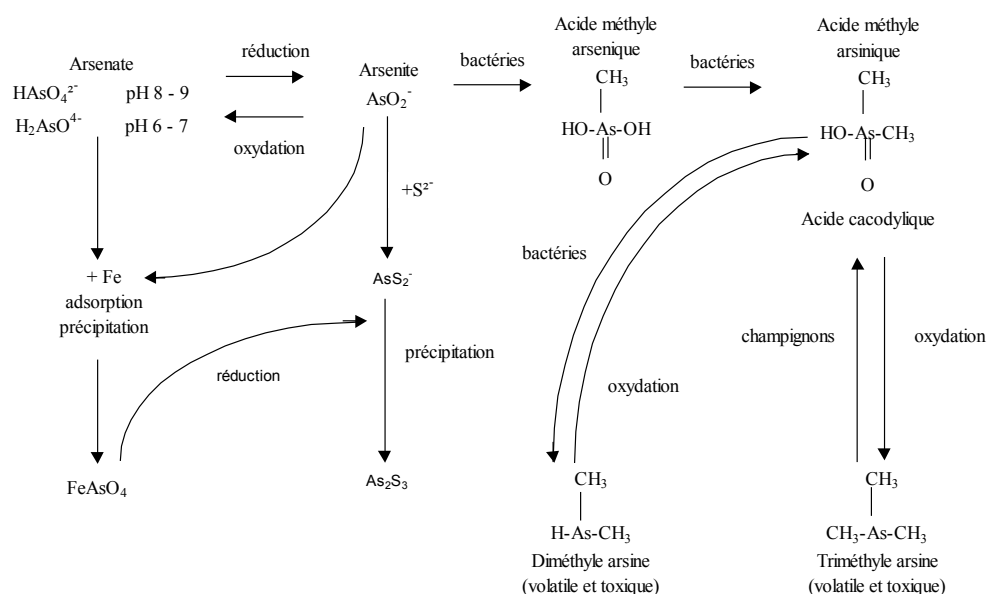 Arsenate
HAsO₄²⁻ pH 8 - 9
H₂AsO⁴⁻ pH 6 - 7
réduction
oxydation
Arsenite
AsO₂⁻
bactéries
Acide méthyle
arsenique
CH₃
HO-As-OH
O
bactéries
Acide méthyle
arsinique
CH₃
HO-As-CH₃
O
Acide cacodylique
+S²⁻
+ Fe
adsorption
précipitation
AsS₂⁻
bactéries
oxydation
champignons
oxydation
réduction
précipitation
FeAsO₄
As₂S₃
CH₃
H-As-CH₃
Diméthyle arsine
(volatile et toxique)
CH₃
CH₃-As-CH₃
Triméthyle arsine
(volatile et toxique)